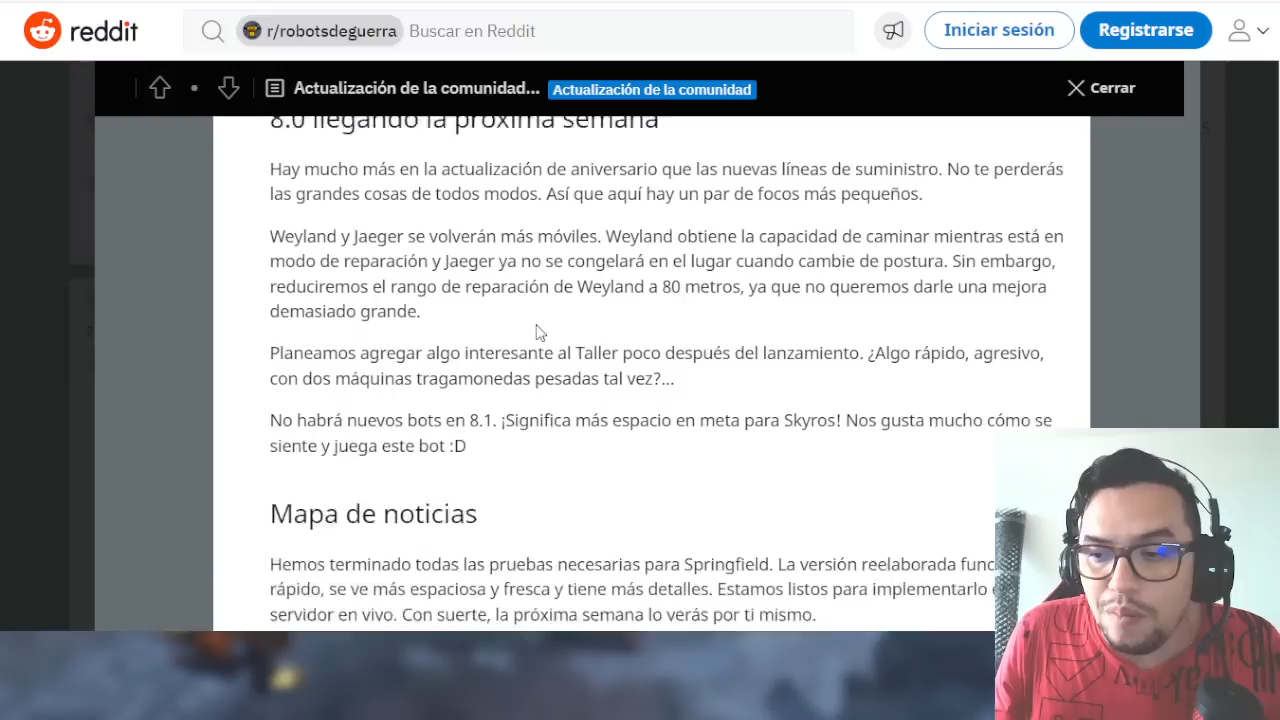 reddit
r/robotsdeguerra Buscar en Reddit
Iniciar sesión
Registrarse
Actualización de la comunidad...
Actualización de la comunidad
Cerrar
8.0 llegando la próxima semana
Hay mucho más en la actualización de aniversario que las nuevas líneas de suministro. No te perderás
las grandes cosas de todos modos. Así que aquí hay un par de focos más pequeños.
Weyland y Jaeger se volverán más móviles. Weyland obtiene la capacidad de caminar mientras está en
modo de reparación y Jaeger ya no se congelará en el lugar cuando cambie de postura. Sin embargo,
reduciremos el rango de reparación de Weyland a 80 metros, ya que no queremos darle una mejora
demasiado grande.
Planeamos agregar algo interesante al Taller poco después del lanzamiento. ¿Algo rápido, agresivo,
con dos máquinas tragamonedas pesadas tal vez?...
No habrá nuevos bots en 8.1. ¡Significa más espacio en meta para Skyros! Nos gusta mucho cómo se
siente y juega este bot :D
Mapa de noticias
Hemos terminado todas las pruebas necesarias para Springfield. La versión reelaborada
rápido, se ve más espaciosa y fresca y tiene más detalles. Estamos listos para implementarlo
servidor en vivo. Con suerte, la próxima semana lo verás por ti mismo.